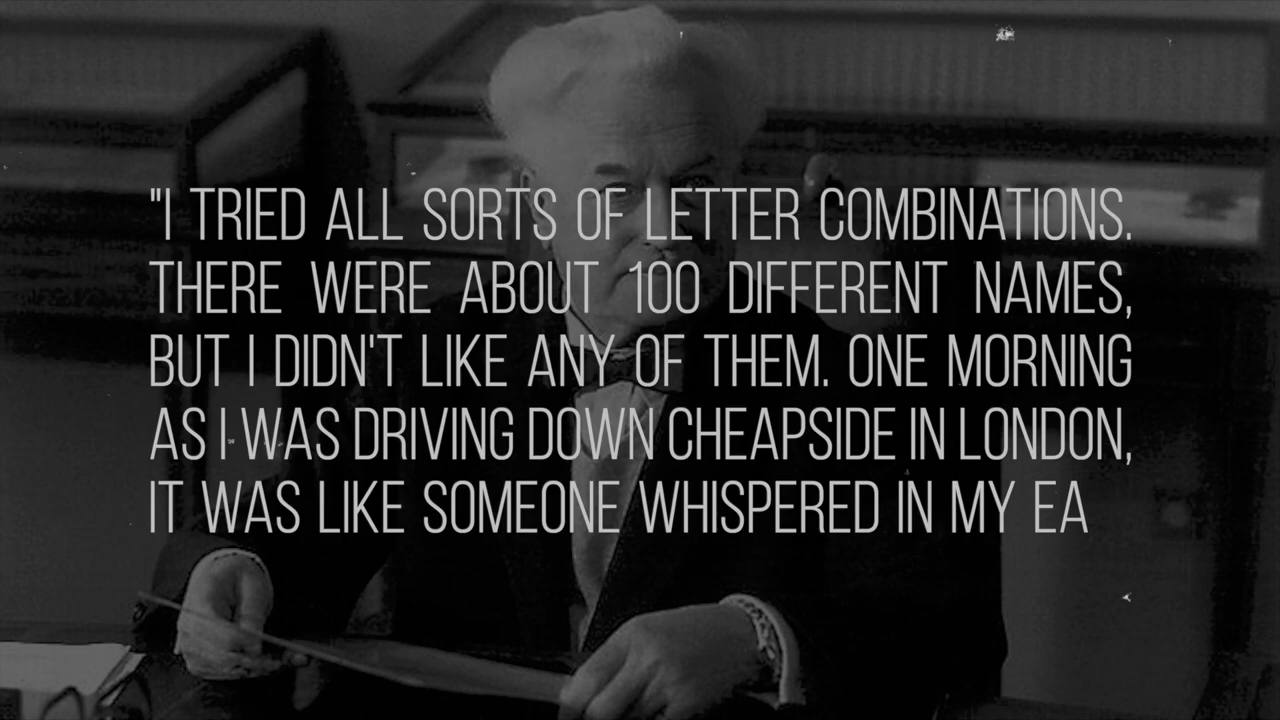 "I TRIED ALL SORTS OF LETTER COMBINATIONS.
THERE WERE ABOUT 100 DIFFERENT NAMES,
BUT I DIDN'T LIKE ANY OF THEM. ONE MORNING
AS I WAS DRIVING DOWN CHEAPSIDE IN LONDON,
IT WAS LIKE SOMEONE WHISPERED IN MY EA